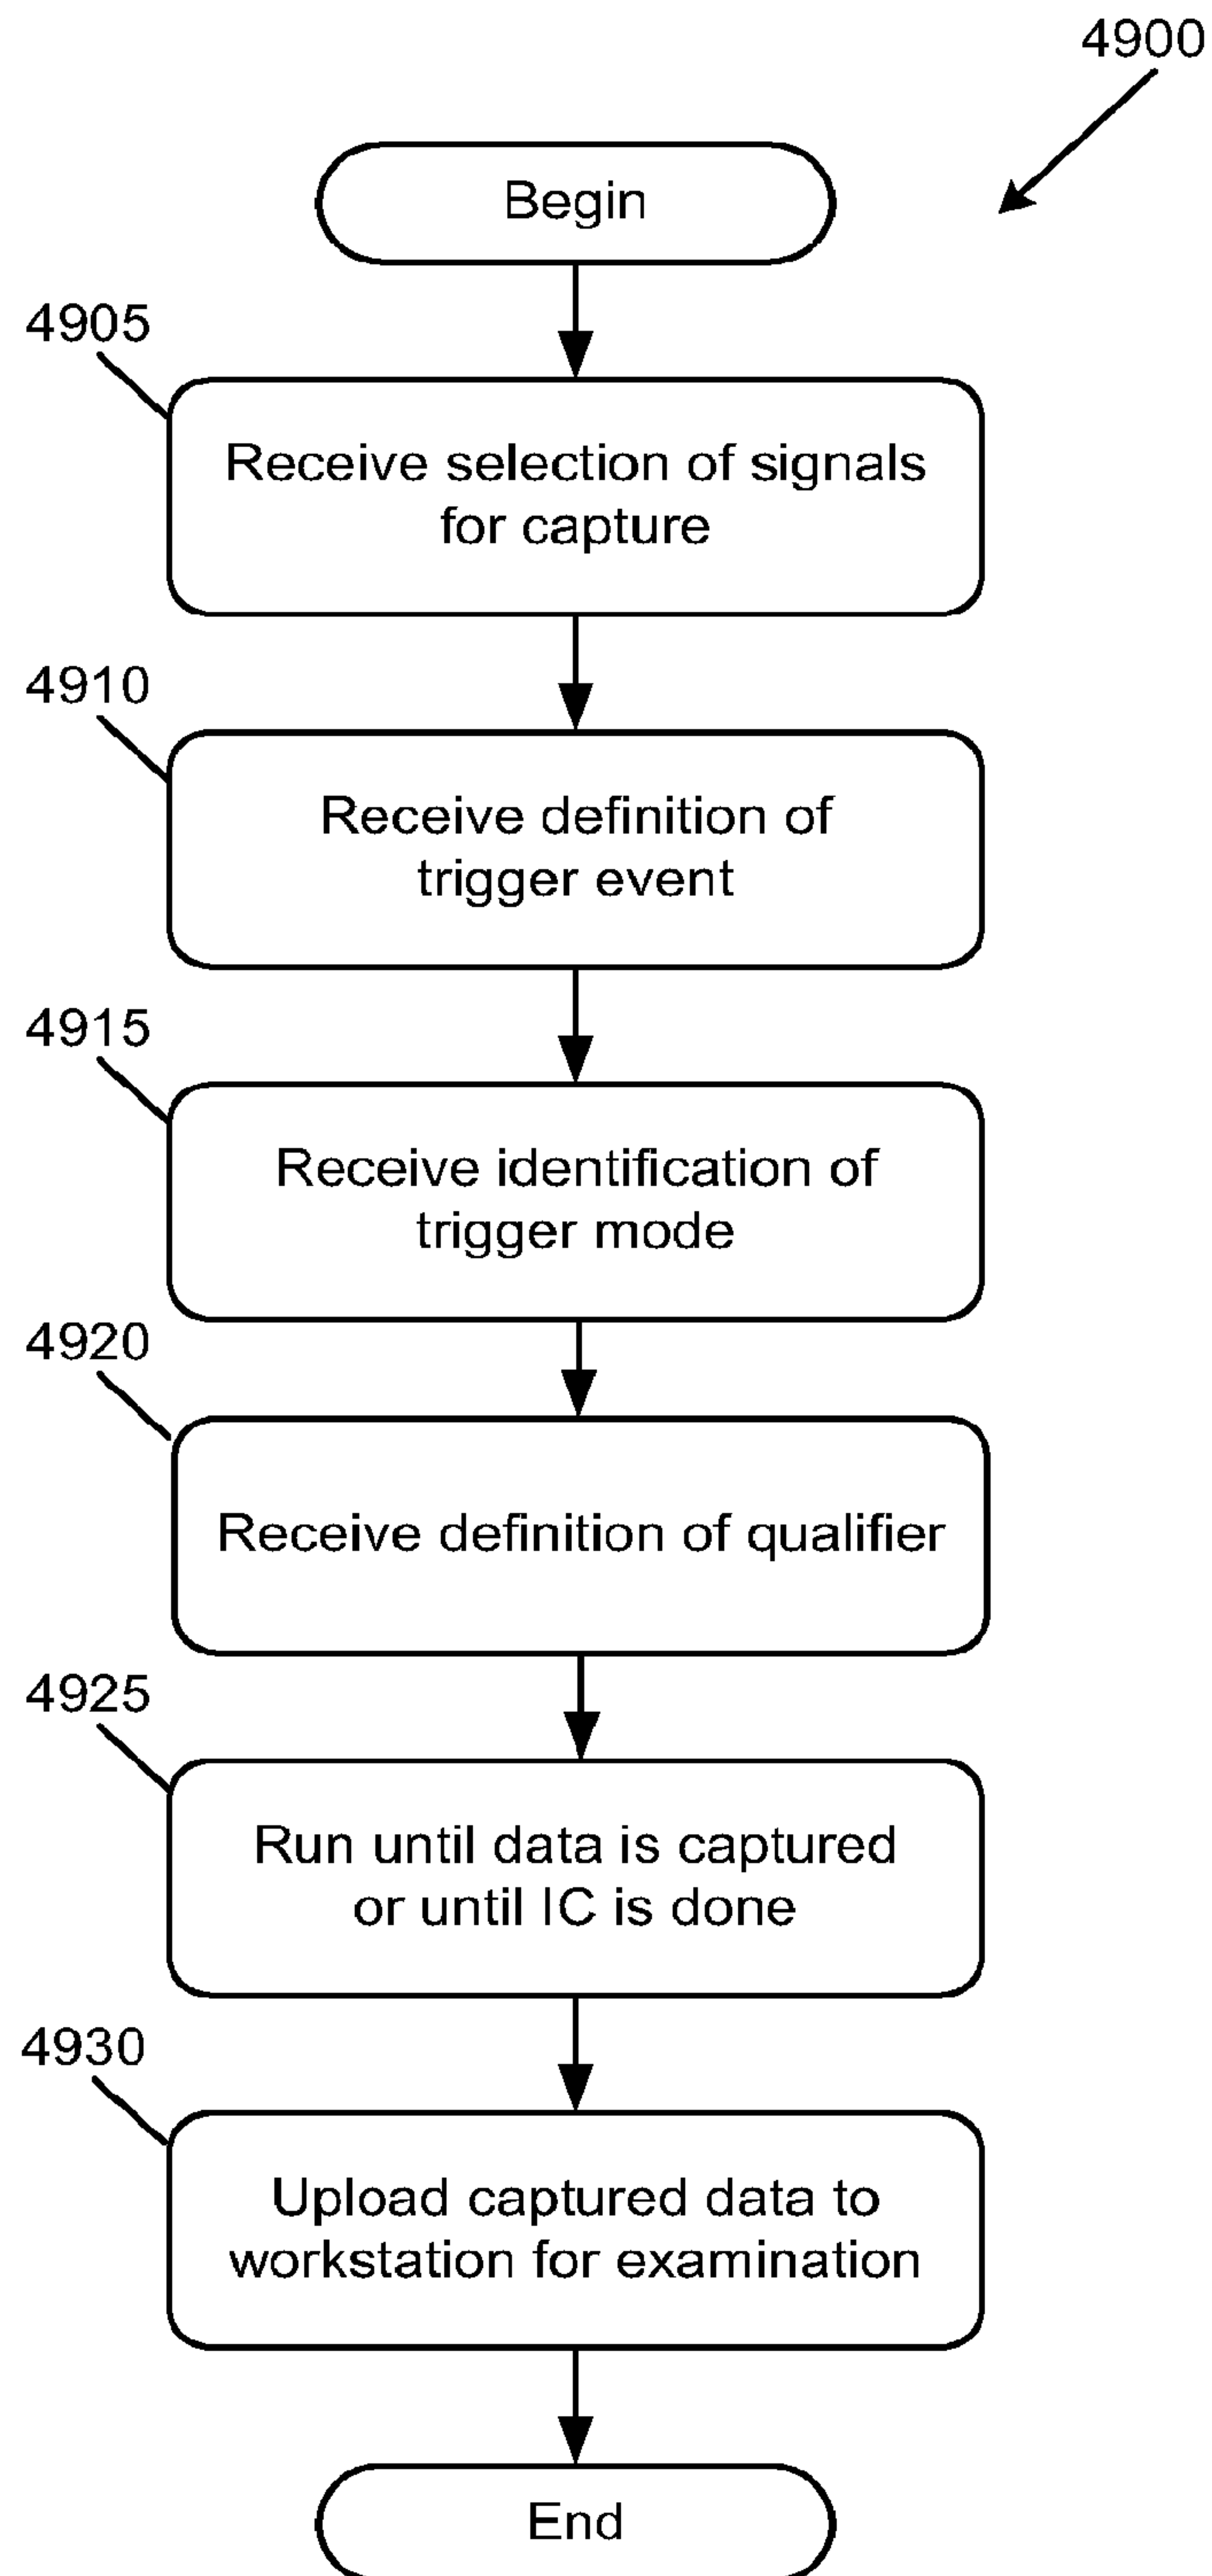 4900
Begin
4905
Receive selection of signals
for capture
4910
Receive definition of
trigger event
4915
Receive identification of
trigger mode
4920
Receive definition of qualifier
4925
Run until data is captured
or until IC is done
4930
Upload captured data to
workstation for examination
End